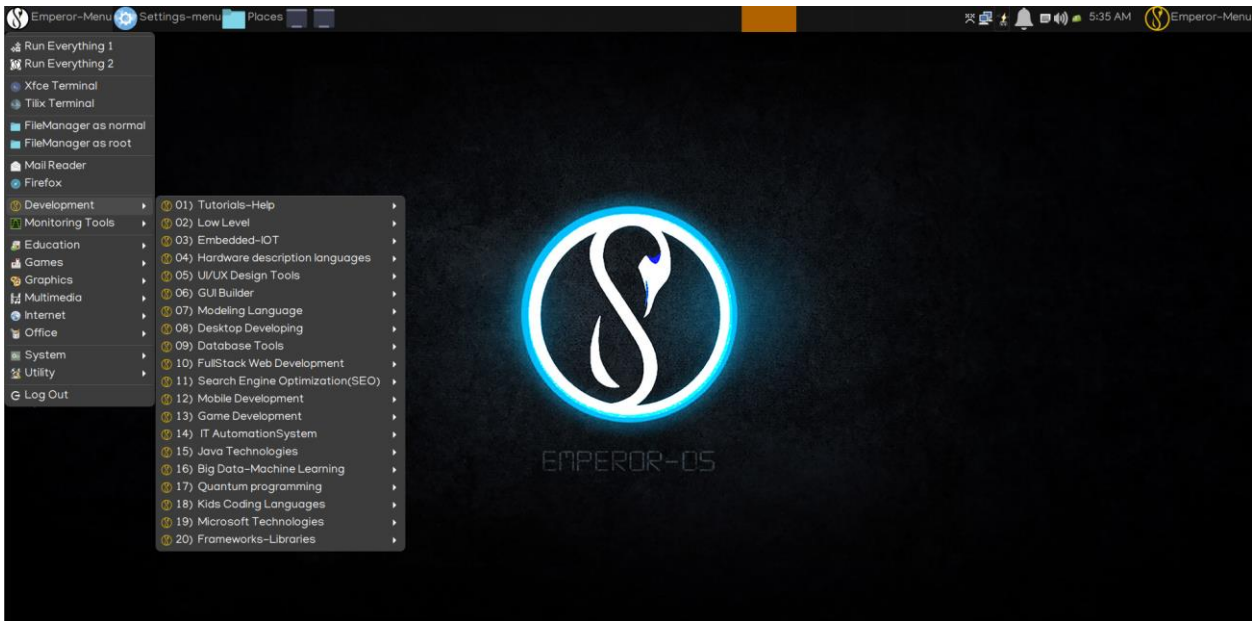 Emperor-Menu Settings-menu Places 5:35 AM Emperor-Menu
Run Everything 1
Run Everything 2
Xfce Terminal
Tilix Terminal
FileManager as normal
FileManager as root
Mail Reader
Firefox
Development
Monitoring Tools
Education
Games
Graphics
Multimedia
Internet
Office
System
Utility
Log Out
01) Tutorials-Help
02) Low Level
03) Embedded-IOT
04) Hardware description languages
05) UI/UX Design Tools
06) GUI Builder
07) Modeling Language
08) Desktop Developing
09) Database Tools
10) FullStack Web Development
11) Search Engine Optimization(SEO)
12) Mobile Development
13) Game Development
14) IT AutomationSystem
15) Java Technologies
16) Big Data-Machine Learning
17) Quantum programming
18) Kids Coding Languages
19) Microsoft Technologies
20) Frameworks-Libraries
EMPEROR-OS